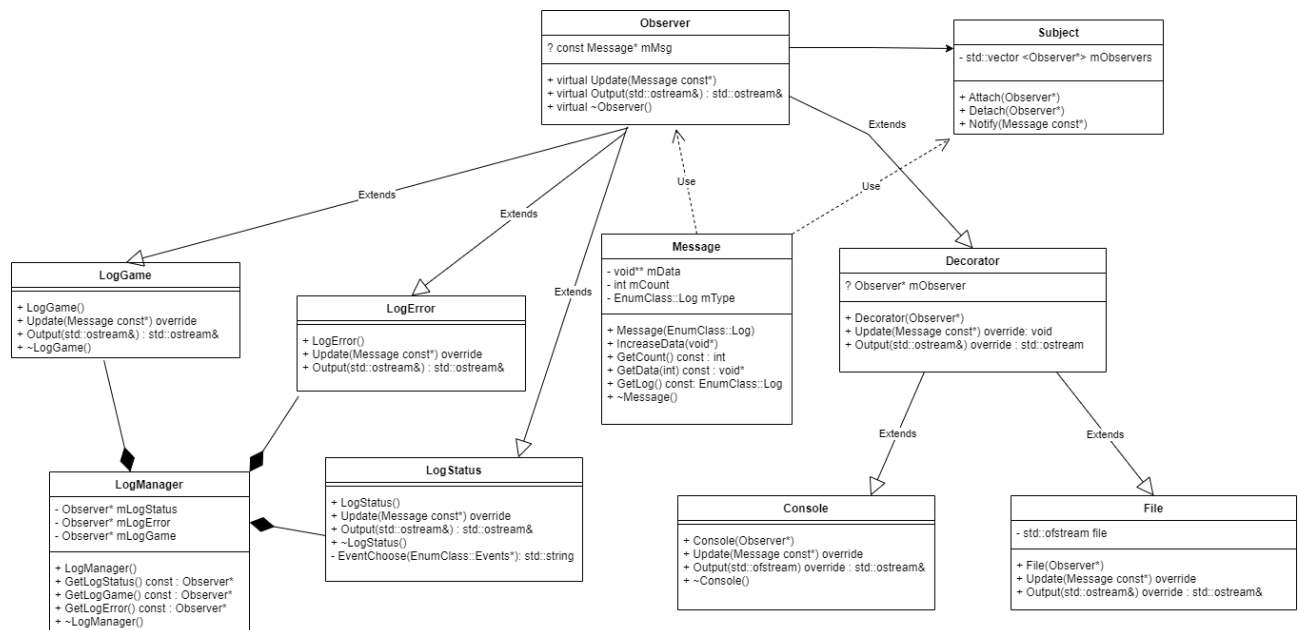 Observer
? const Message* mMsg
+ virtual Update(Message const*)
+ virtual Output(std::ostream&) : std::ostream&
+ virtual ~Observer()
Subject
- std::vector <Observer*> mObservers
+ Attach(Observer*)
+ Detach(Observer*)
+ Notify(Message const*)
Extends
Extends
Extends
Extends
Use
Use
LogGame
+ LogGame()
+ Update(Message const*) override
+ Output(std::ostream&) : std::ostream&
+ ~LogGame()
LogError
+ LogError()
+ Update(Message const*) override
+ Output(std::ostream&) : std::ostream&
Message
- void** mData
- int mCount
- EnumClass::Log mType
+ Message(EnumClass::Log)
+ IncreaseData(void*)
+ GetCount() const : int
+ GetData(int) const : void*
+ GetLog() const: EnumClass::Log
+ ~Message()
Decorator
? Observer* mObserver
+ Decorator(Observer*)
+ Update(Message const*) override: void
+ Output(std::ostream&) override : std::ostream
Extends
Extends
LogManager
- Observer* mLogStatus
- Observer* mLogError
- Observer* mLogGame
+ LogManager()
+ GetLogStatus() const : Observer*
+ GetLogGame() const : Observer*
+ GetLogError() const : Observer*
+ ~LogManager()
LogStatus
+ LogStatus()
+ Update(Message const*) override
+ Output(std::ostream&) : std::ostream&
+ ~LogStatus()
- EventChoose(EnumClass::Events*): std::string
Console
+ Console(Observer*)
+ Update(Message const*) override
+ Output(std::ofstream) override : std::ostream&
+ ~Console()
File
- std::ofstream file
+ File(Observer*)
+ Update(Message const*) override
+ Output(std::ostream&) override : std::ostream&